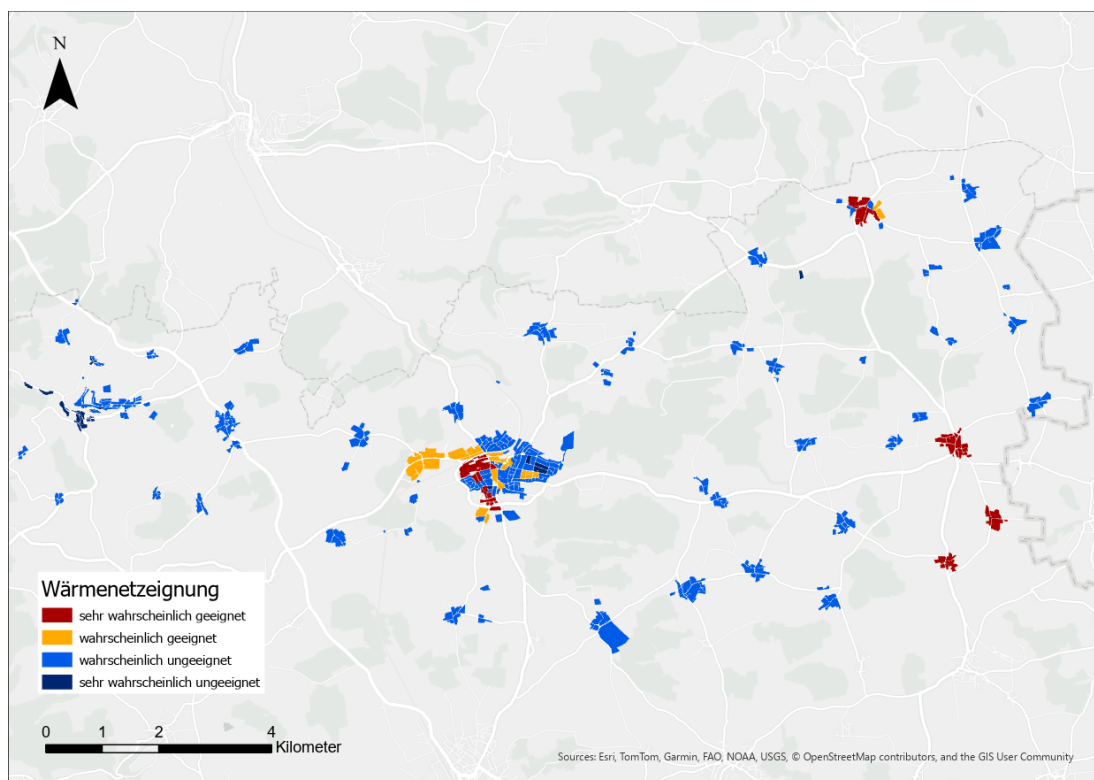 N
Wärmenetzeignung
sehr wahrscheinlich geeignet
wahrscheinlich geeignet
wahrscheinlich ungeeignet
sehr wahrscheinlich ungeeignet
0 1 2 4
Kilometer
Sources: Esri, TomTom, Garmin, FAO, NOAA, USGS, © OpenStreetMap contributors, and the GIS User Community